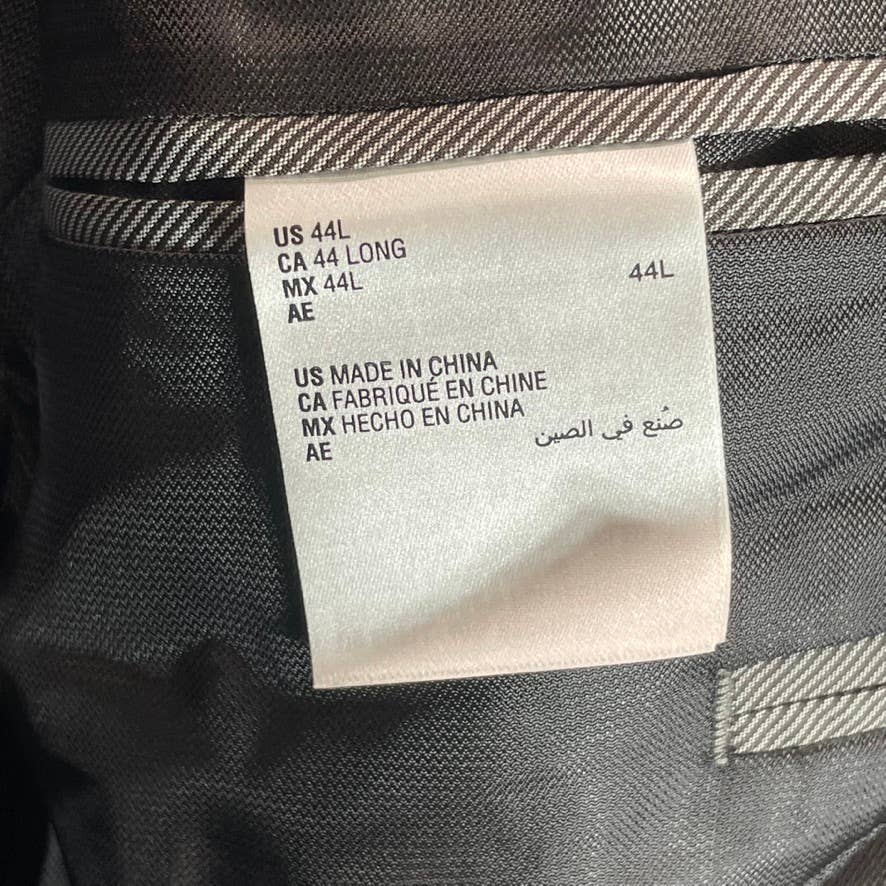 US 44L
CA 44 LONG
MX 44L
AE 44L
US MADE IN CHINA
CA FABRIQUÉ EN CHINE
MX HECHO EN CHINA
AE صُنع في الصين